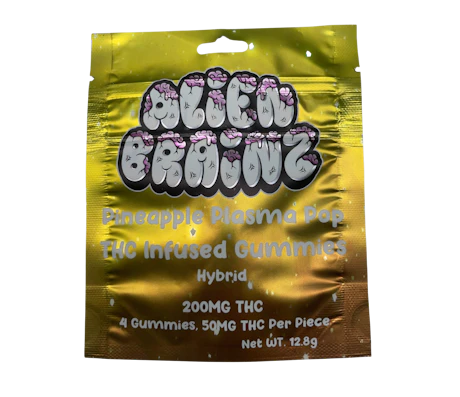 ALIEN
BRAINZ
Pineapple Plasma Pop
THC Infused Gummies
Hybrid
200MG THC
4 Gummies, 50MG THC Per Piece
Net WT. 12.8g